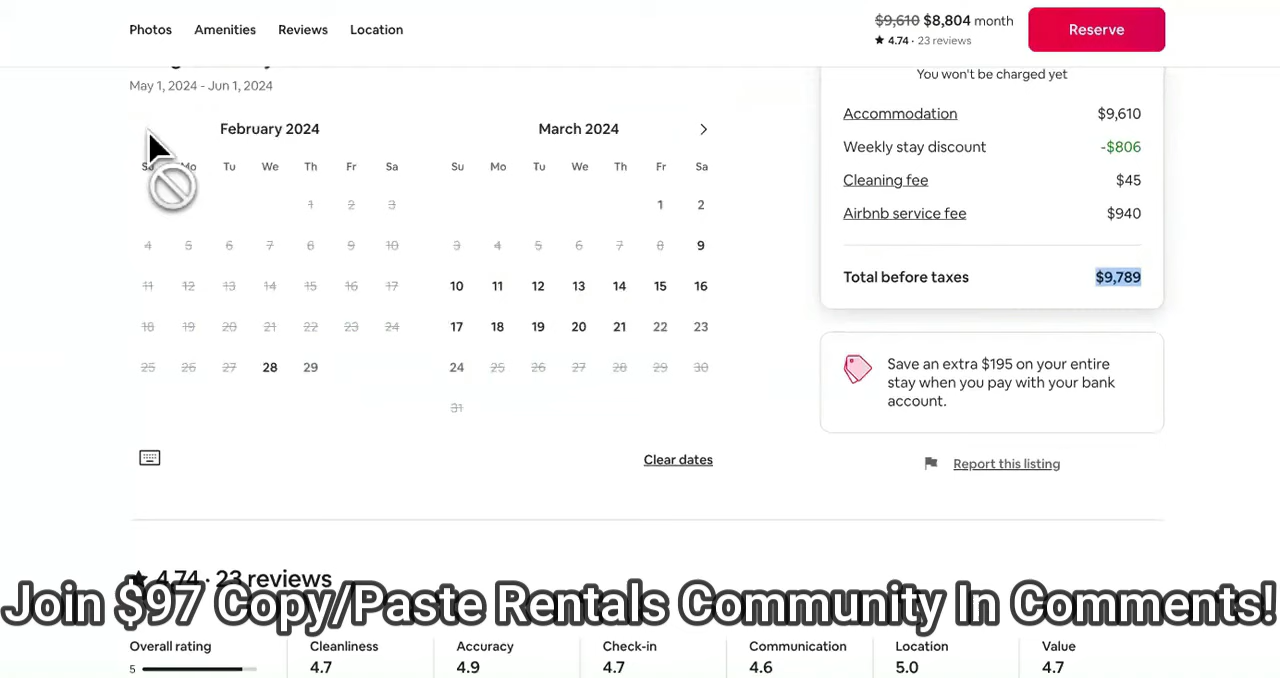 Photos Amenities Reviews Location
$9,610 $8,804 month
★ 4.74 · 23 reviews
Reserve
May 1, 2024 - Jun 1, 2024
You won't be charged yet
Accommodation $9,610
Weekly stay discount -$806
Cleaning fee $45
Airbnb service fee $940
Total before taxes $9,789
Save an extra $195 on your entire
stay when you pay with your bank
account.
Report this listing
February 2024
Su Mo Tu We Th Fr Sa
1 2 3
4 5 6 7 8 9 10
11 12 13 14 15 16 17
18 19 20 21 22 23 24
25 26 27 28 29
March 2024
Su Mo Tu We Th Fr Sa
1 2
3 4 5 6 7 8 9
10 11 12 13 14 15 16
17 18 19 20 21 22 23
24 25 26 27 28 29 30
31
Clear dates
★ 4.74 · 23 reviews
Join $97 Copy/Paste Rentals Community In Comments!
Overall rating
5
Cleanliness
4.7
Accuracy
4.9
Check-in
4.7
Communication
4.6
Location
5.0
Value
4.7